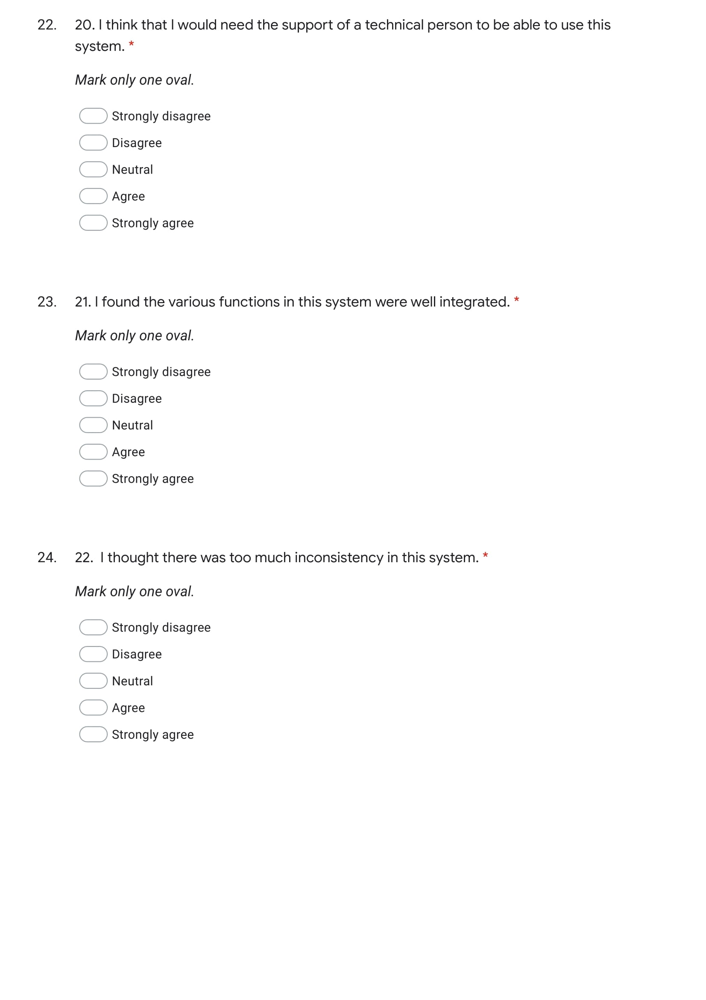 22. 20. I think that I would need the support of a technical person to be able to use this
system. *
Mark only one oval.
Strongly disagree
Disagree
Neutral
Agree
Strongly agree
23. 21. I found the various functions in this system were well integrated. *
Mark only one oval.
Strongly disagree
Disagree
Neutral
Agree
Strongly agree
24. 22.  I thought there was too much inconsistency in this system. *
Mark only one oval.
Strongly disagree
Disagree
Neutral
Agree
Strongly agree